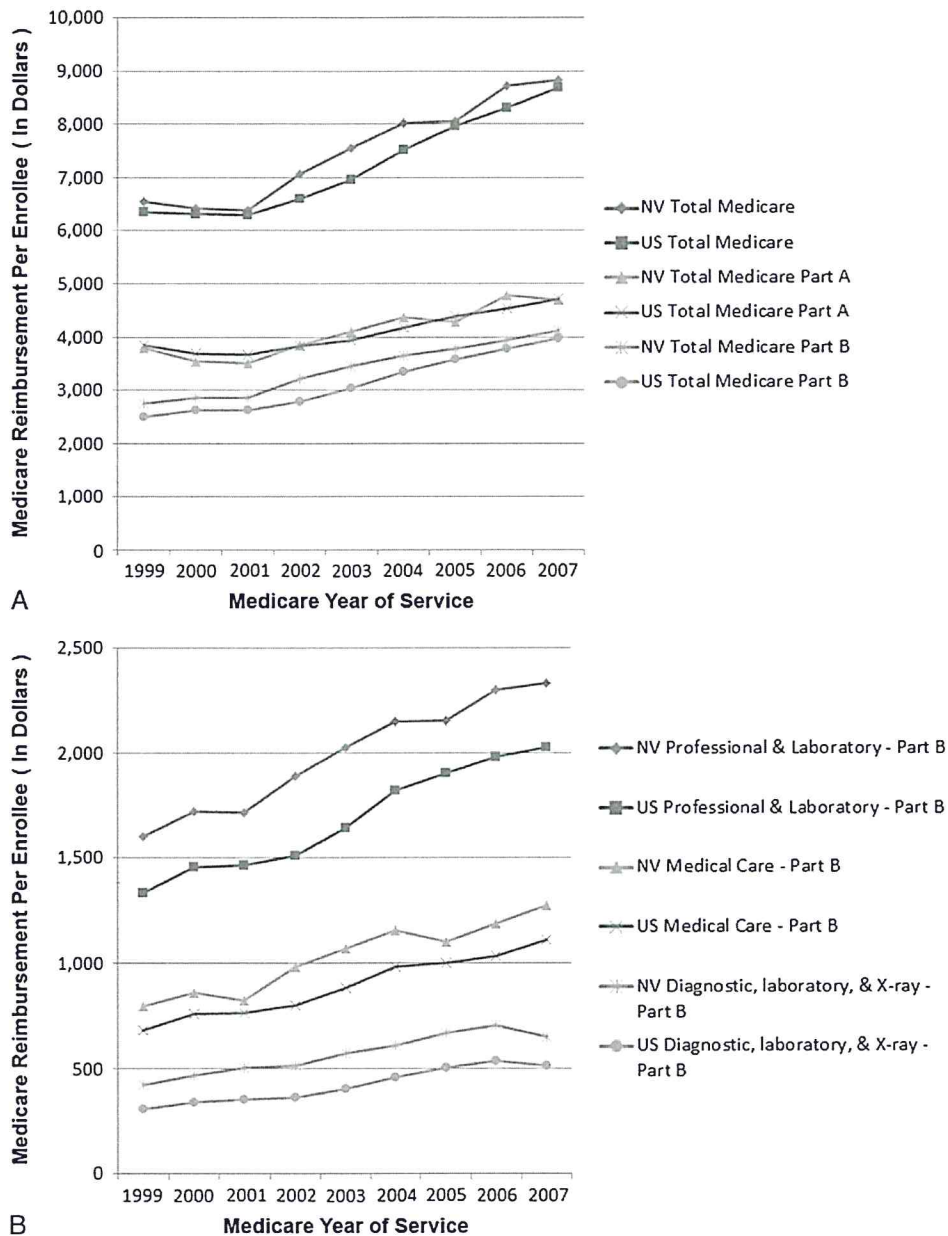 Medicare Reimbursement Per Enrollee ( In Dollars )
10,000
9,000
8,000
7,000
6,000
5,000
4,000
3,000
2,000
1,000
0
1999 2000 2001 2002 2003 2004 2005 2006 2007
Medicare Year of Service
A
NV Total Medicare
US Total Medicare
NV Total Medicare Part A
US Total Medicare Part A
NV Total Medicare Part B
US Total Medicare Part B
Medicare Reimbursement Per Enrollee ( In Dollars )
2,500
2,000
1,500
1,000
500
0
1999 2000 2001 2002 2003 2004 2005 2006 2007
Medicare Year of Service
B
NV Professional & Laboratory - Part B
US Professional & Laboratory - Part B
NV Medical Care - Part B
US Medical Care - Part B
NV Diagnostic, laboratory, & X-ray -
Part B
US Diagnostic, laboratory, & X-ray -
Part B